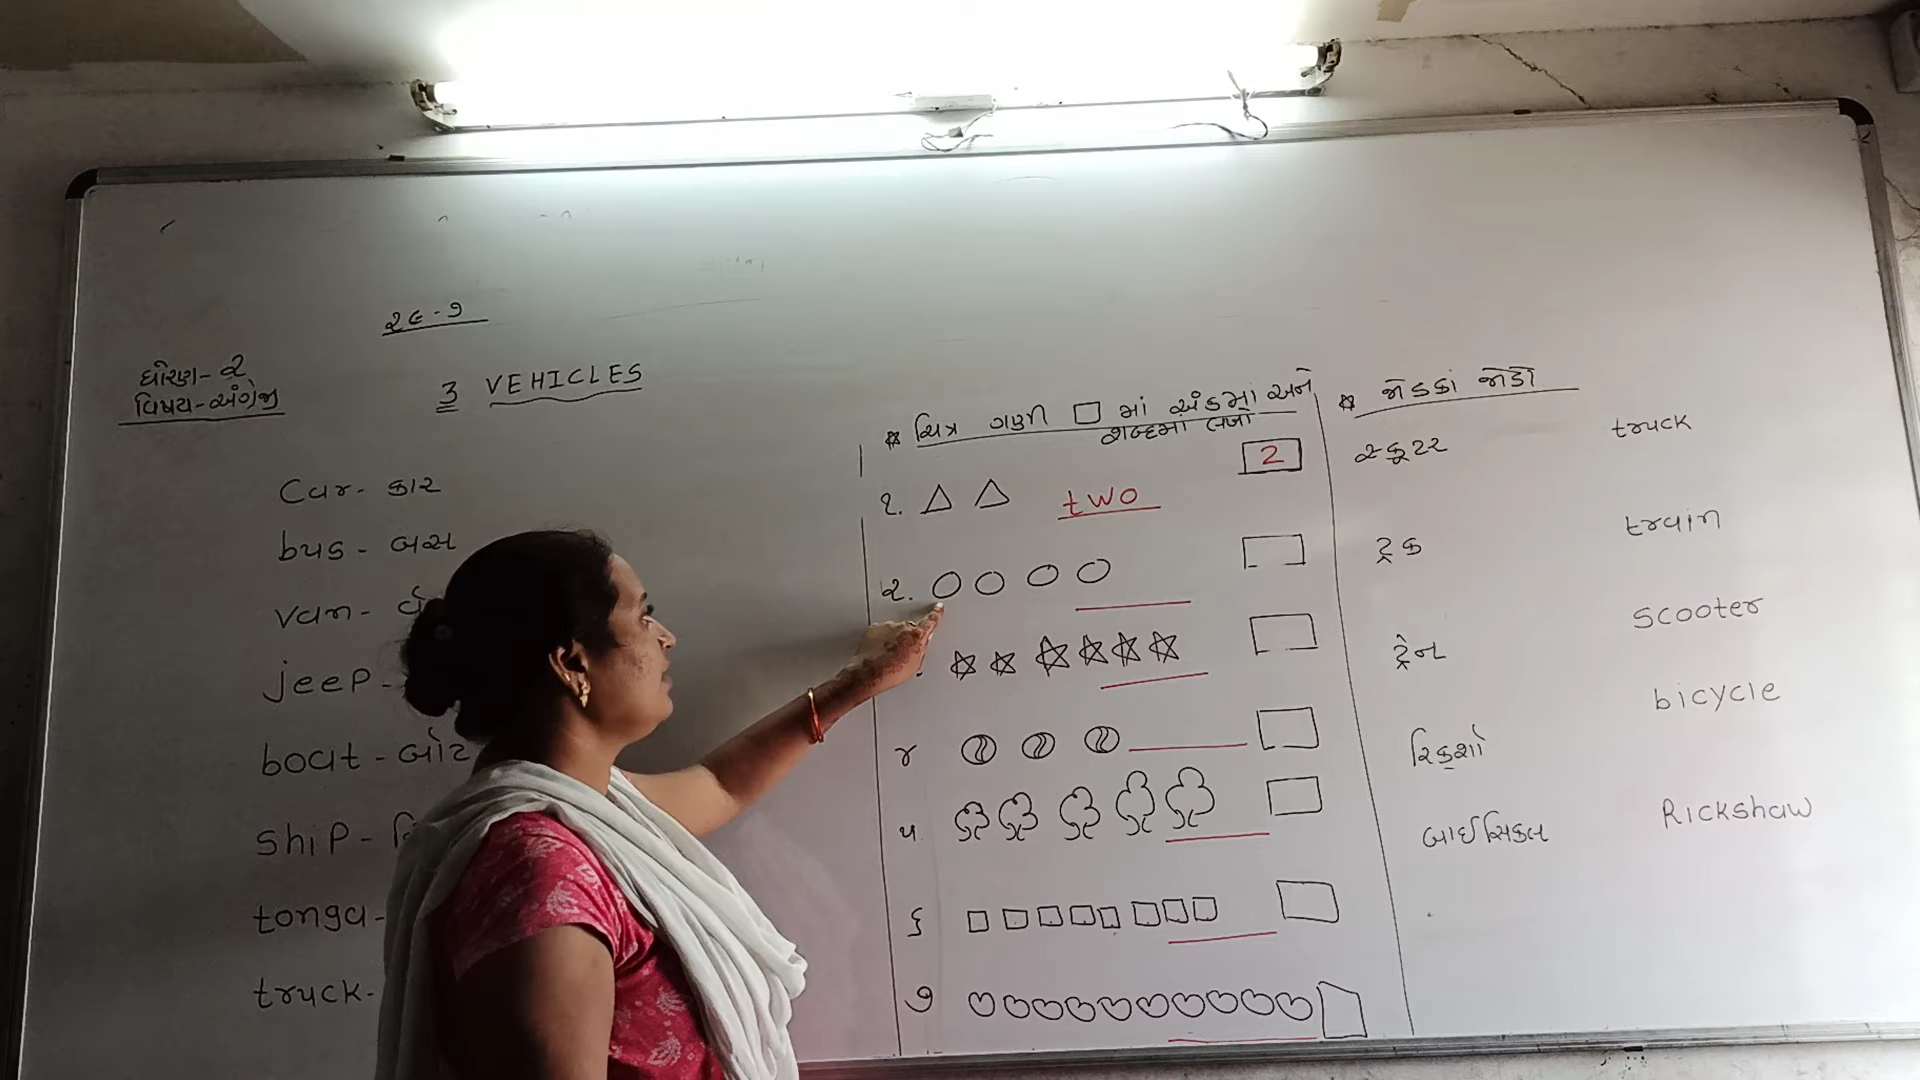 ૨૯-૭
ધોરણ-૨
વિષય-અંગ્રેજી
3 VEHICLES
Car- કાર
bus - બસ
van -
jeep -
boat - બોટ
ship -
tonga -
truck -
* ચિત્ર ગણી □ માં અંકમાં અને
શબ્દમાં લખો
૧. two 2
૨.
૪
૫
૬
૭
* જોડકાં જોડો
સ્કૂટર truck
ટ્રક train
ટ્રેન scooter
રિક્શો bicycle
બાઈસિકલ Rickshaw